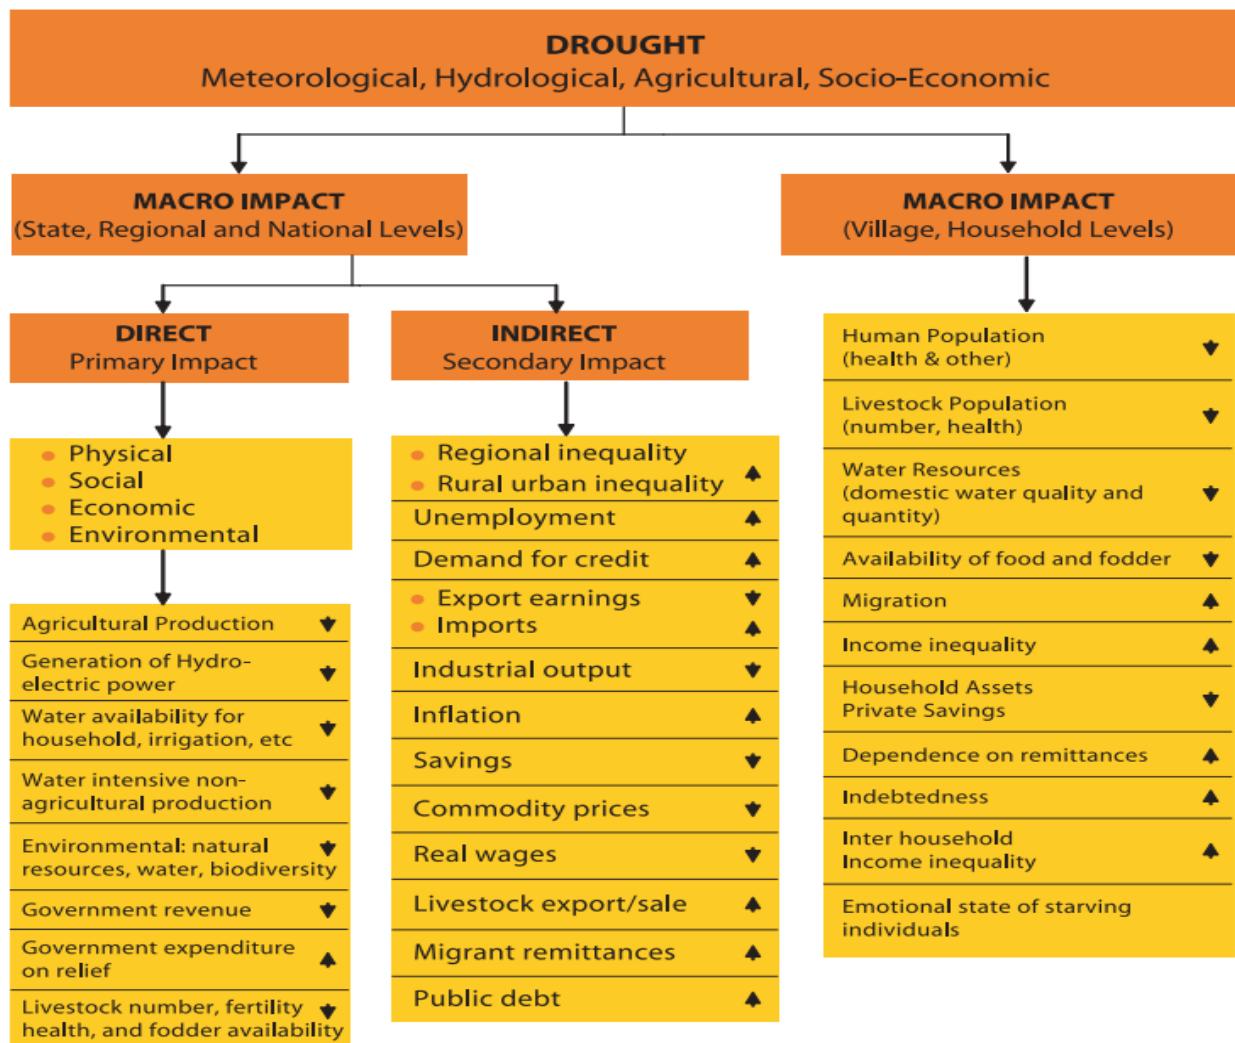 DROUGHT
Meteorological, Hydrological, Agricultural, Socio-Economic
MACRO IMPACT
(State, Regional and National Levels)
MACRO IMPACT
(Village, Household Levels)
DIRECT
Primary Impact
INDIRECT
Secondary Impact
Physical
Social
Economic
Environmental
Agricultural Production
Generation of Hydro-
electric power
Water availability for
household, irrigation, etc
Water intensive non-
agricultural production
Environmental: natural
resources, water, biodiversity
Government revenue
Government expenditure
on relief
Livestock number, fertility
health, and fodder availability
Regional inequality
Rural urban inequality
Unemployment
Demand for credit
Export earnings
Imports
Industrial output
Inflation
Savings
Commodity prices
Real wages
Livestock export/sale
Migrant remittances
Public debt
Human Population
(health & other)
Livestock Population
(number, health)
Water Resources
(domestic water quality and
quantity)
Availability of food and fodder
Migration
Income inequality
Household Assets
Private Savings
Dependence on remittances
Indebtedness
Inter household
Income inequality
Emotional state of starving
individuals